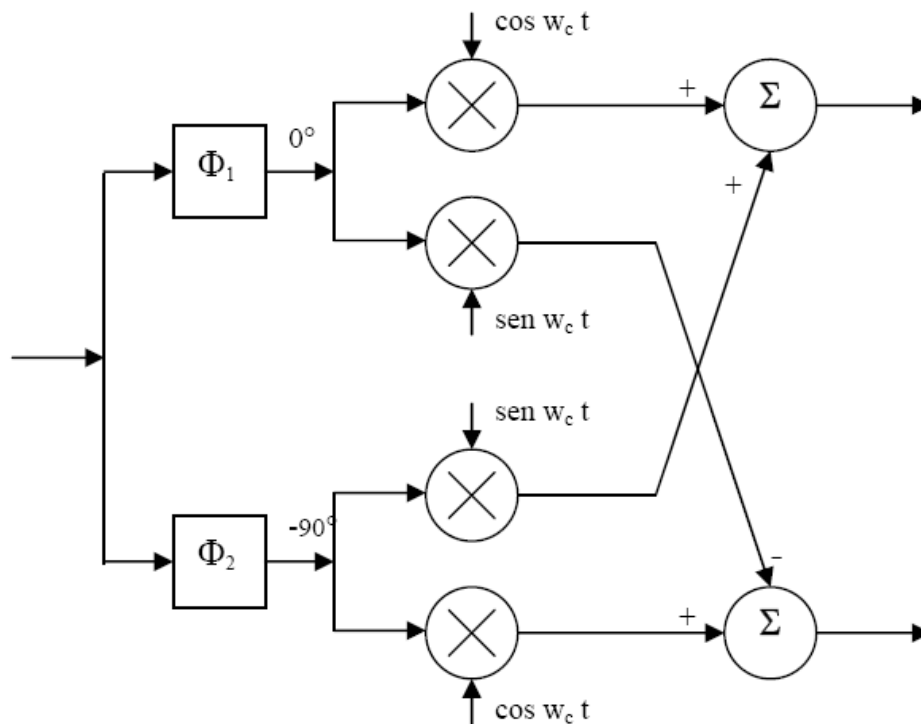 cos w_c t
+
Σ
0°
Φ₁
+
sen w_c t
sen w_c t
-90°
Φ₂
-
+
Σ
cos w_c t